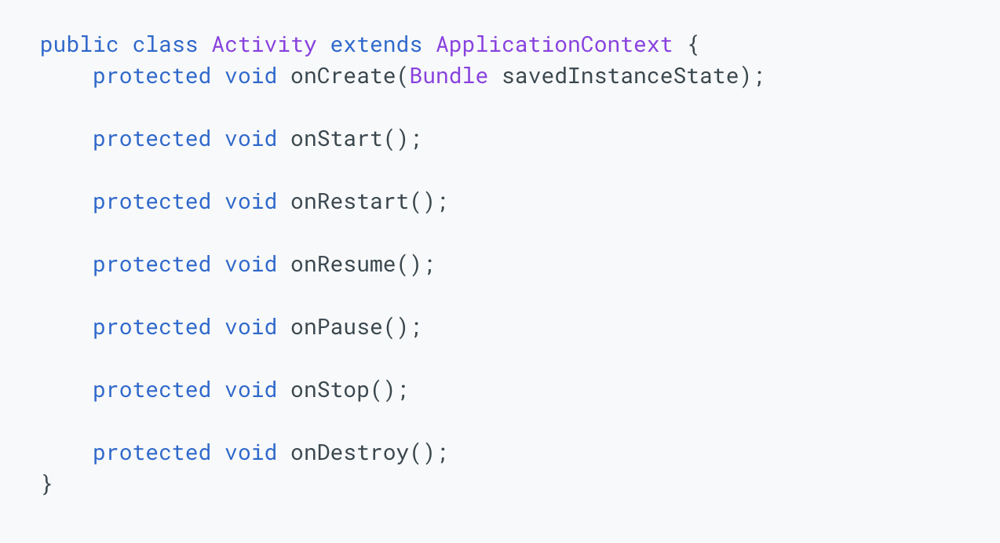 public class Activity extends ApplicationContext {
    protected void onCreate(Bundle savedInstanceState);

    protected void onStart();

    protected void onRestart();

    protected void onResume();

    protected void onPause();

    protected void onStop();

    protected void onDestroy();
}